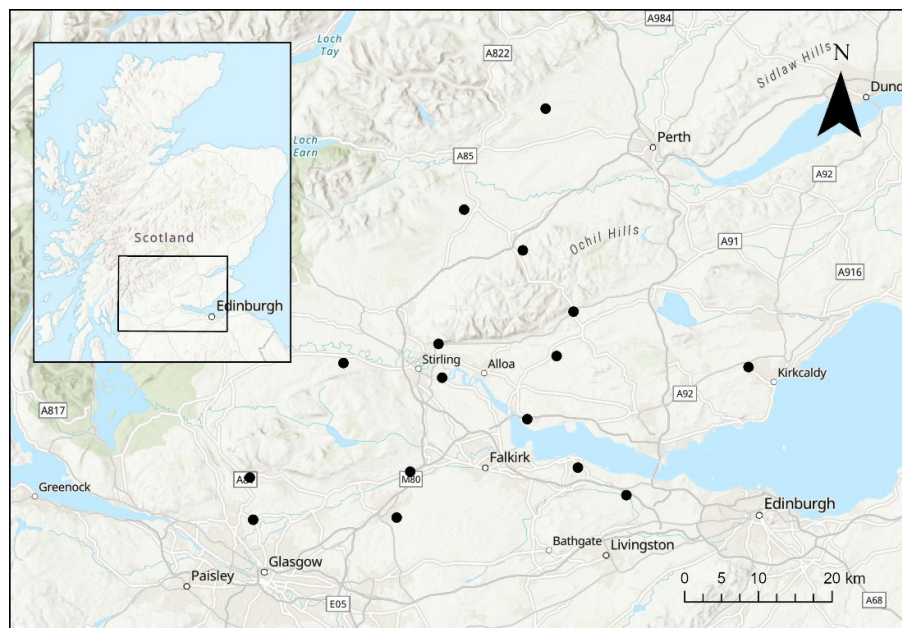 A984
Loch
Tay
A822
Sidlaw Hills
N
Dund
Perth
Loch
Earn
A85
A92
Scotland
Ochil Hills
A91
A916
Edinburgh
Stirling
Alloa
Kirkcaldy
A92
A817
Falkirk
M80
Greenock
Edinburgh
Bathgate
Livingston
Glasgow
Paisley
E05
0 5 10 20 km
A68